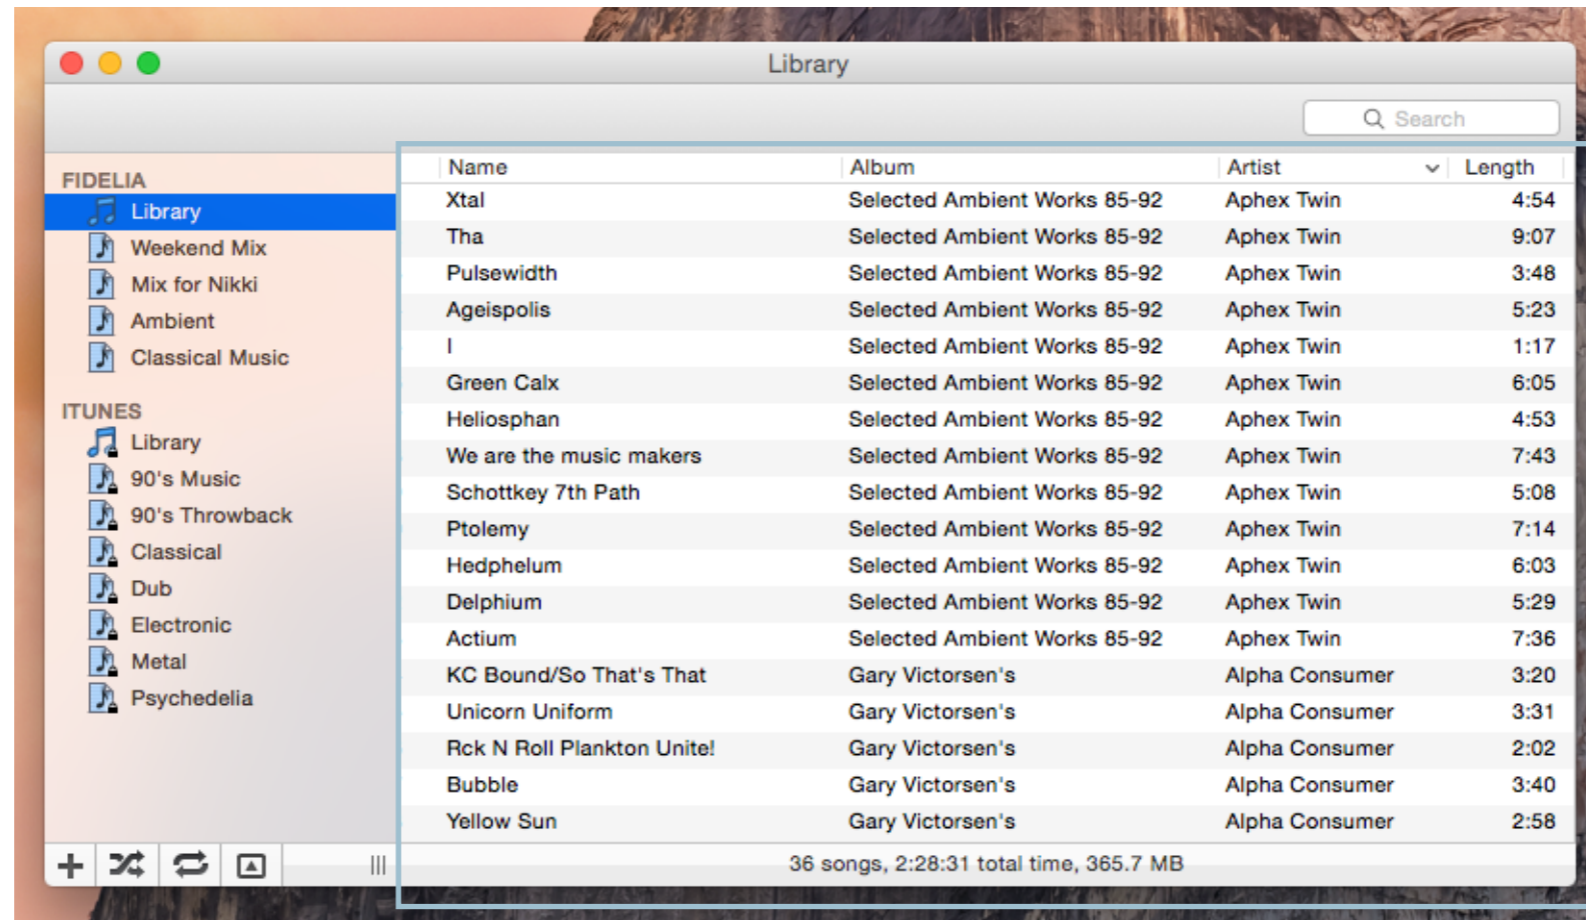 Library
Search
FIDELIA
Library
Weekend Mix
Mix for Nikki
Ambient
Classical Music
ITUNES
Library
90's Music
90's Throwback
Classical
Dub
Electronic
Metal
Psychedelia
Name Album Artist Length
Xtal Selected Ambient Works 85-92 Aphex Twin 4:54
Tha Selected Ambient Works 85-92 Aphex Twin 9:07
Pulsewidth Selected Ambient Works 85-92 Aphex Twin 3:48
Ageispolis Selected Ambient Works 85-92 Aphex Twin 5:23
I Selected Ambient Works 85-92 Aphex Twin 1:17
Green Calx Selected Ambient Works 85-92 Aphex Twin 6:05
Heliosphan Selected Ambient Works 85-92 Aphex Twin 4:53
We are the music makers Selected Ambient Works 85-92 Aphex Twin 7:43
Schottkey 7th Path Selected Ambient Works 85-92 Aphex Twin 5:08
Ptolemy Selected Ambient Works 85-92 Aphex Twin 7:14
Hedphelum Selected Ambient Works 85-92 Aphex Twin 6:03
Delphium Selected Ambient Works 85-92 Aphex Twin 5:29
Actium Selected Ambient Works 85-92 Aphex Twin 7:36
KC Bound/So That's That Gary Victorsen's Alpha Consumer 3:20
Unicorn Uniform Gary Victorsen's Alpha Consumer 3:31
Rck N Roll Plankton Unite! Gary Victorsen's Alpha Consumer 2:02
Bubble Gary Victorsen's Alpha Consumer 3:40
Yellow Sun Gary Victorsen's Alpha Consumer 2:58
36 songs, 2:28:31 total time, 365.7 MB